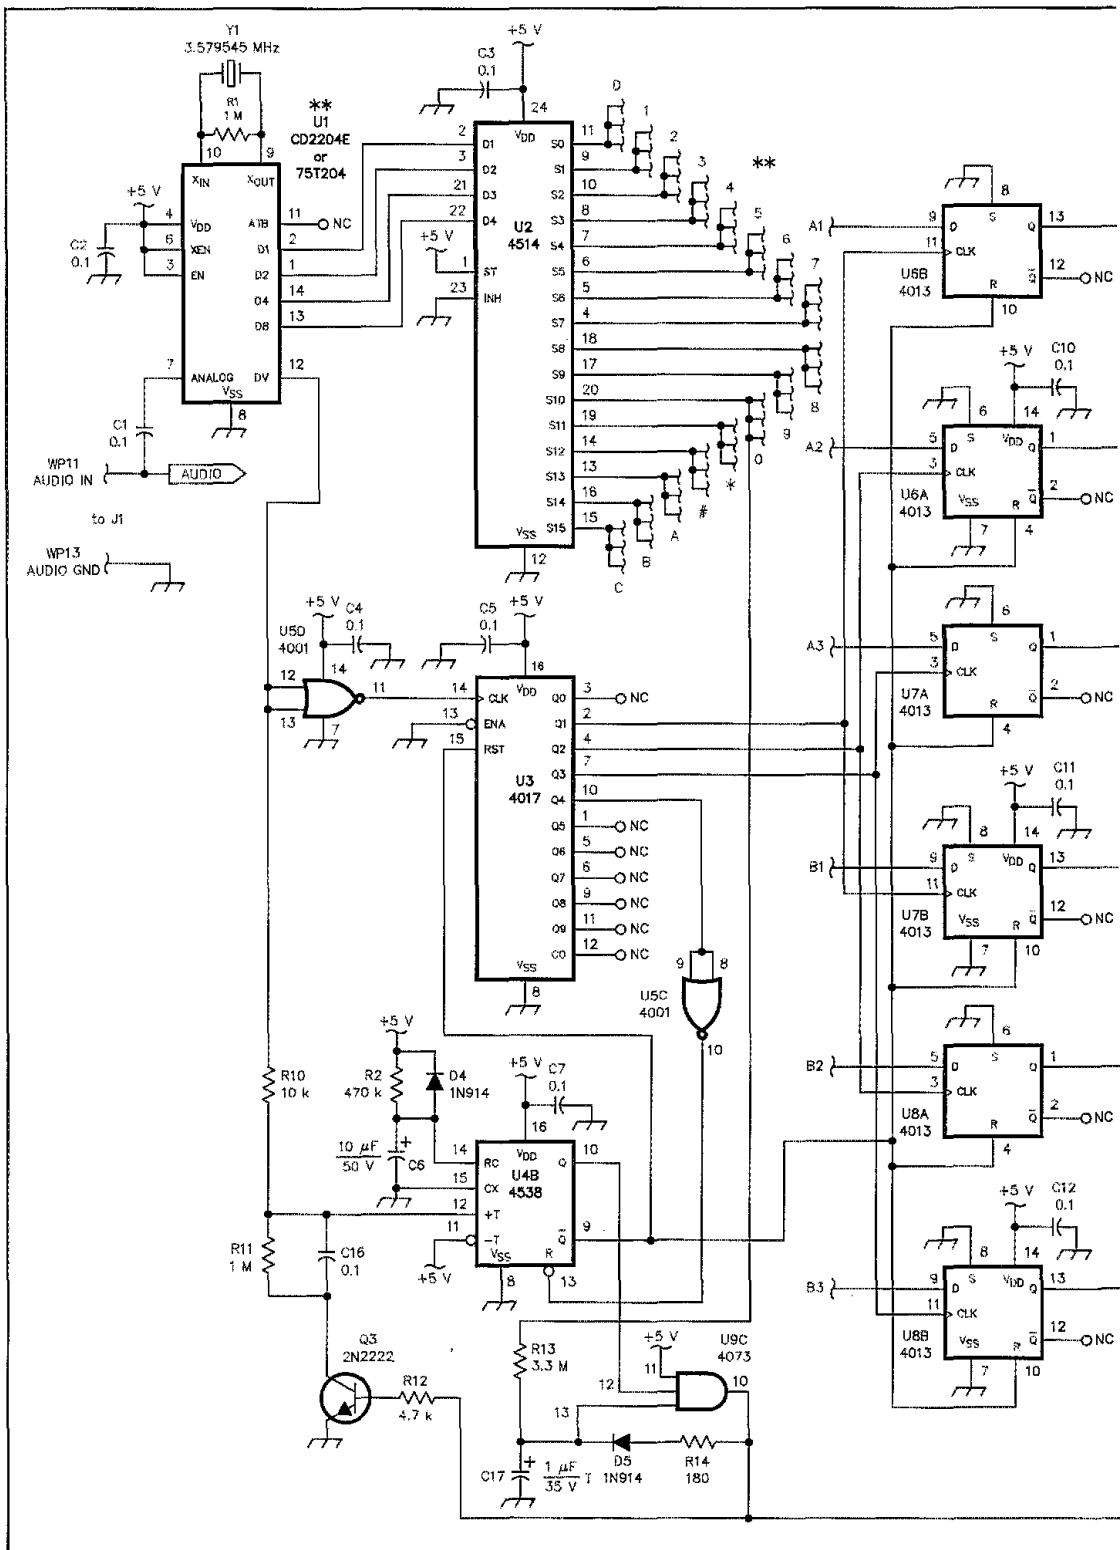 Y1
3.579545 MHz
R1
1 M
10
9
**
U1
CD2204E
or
75T204
XIN
XOUT
+5 V
4
VDD
ATB
11
NC
C2
0.1
6
XEN
D1
2
3
EN
D2
1
D4
14
D8
13
7
ANALOG
DV
12
VSS
8
C1
0.1
WP11
AUDIO IN
AUDIO
to J1
WP13
AUDIO GND
+5 V
C3
0.1
24
VDD
2
D1
3
D2
21
D3
22
D4
U2
4514
+5 V
1
ST
23
INH
VSS
12
S0
11
S1
9
S2
10
S3
8
S4
7
S5
6
S6
5
S7
4
S8
18
S9
17
S10
20
S11
19
S12
14
S13
13
S14
16
S15
15
D
1
2
3
4
5
6
7
**
8
9
0
*
#
A
B
C
+5 V
C4
0.1
U5D
4001
14
12
13
11
7
C5
0.1
+5 V
16
VDD
14
CLK
13
ENA
15
RST
U3
4017
Q0
3
NC
Q1
2
Q2
4
Q3
7
Q4
10
Q5
1
NC
Q6
5
NC
Q7
6
NC
Q8
9
NC
Q9
11
NC
CO
12
NC
VSS
8
9
8
U5C
4001
10
+5 V
R10
10 k
R2
470 k
D4
1N914
10 µF
50 V
+
C6
+5 V
C7
0.1
16
VDD
14
RC
15
CX
12
+T
11
-T
+5 V
U4B
4538
Q
10
Q
9
VSS
8
R
13
R11
1 M
C16
0.1
Q3
2N2222
R12
4.7 k
R13
3.3 M
+5 V
11
12
13
U9C
4073
10
C17
+
1 µF
35 V
T
D5
1N914
R14
180
A1
9
D
S
8
Q
13
11
CLK
Q
12
NC
U6B
4013
R
10
+5 V
C10
0.1
A2
5
D
S
6
VDD
14
Q
1
3
CLK
Q
2
NC
U6A
4013
VSS
7
R
4
A3
5
D
S
6
Q
1
3
CLK
Q
2
NC
U7A
4013
R
4
+5 V
C11
0.1
B1
9
D
S
8
VDD
14
Q
13
11
CLK
Q
12
NC
U7B
4013
VSS
7
R
10
B2
5
D
S
6
Q
1
3
CLK
Q
2
NC
U8A
4013
R
4
+5 V
C12
0.1
B3
9
D
S
8
VDD
14
Q
13
11
CLK
Q
12
NC
U8B
4013
VSS
7
R
10